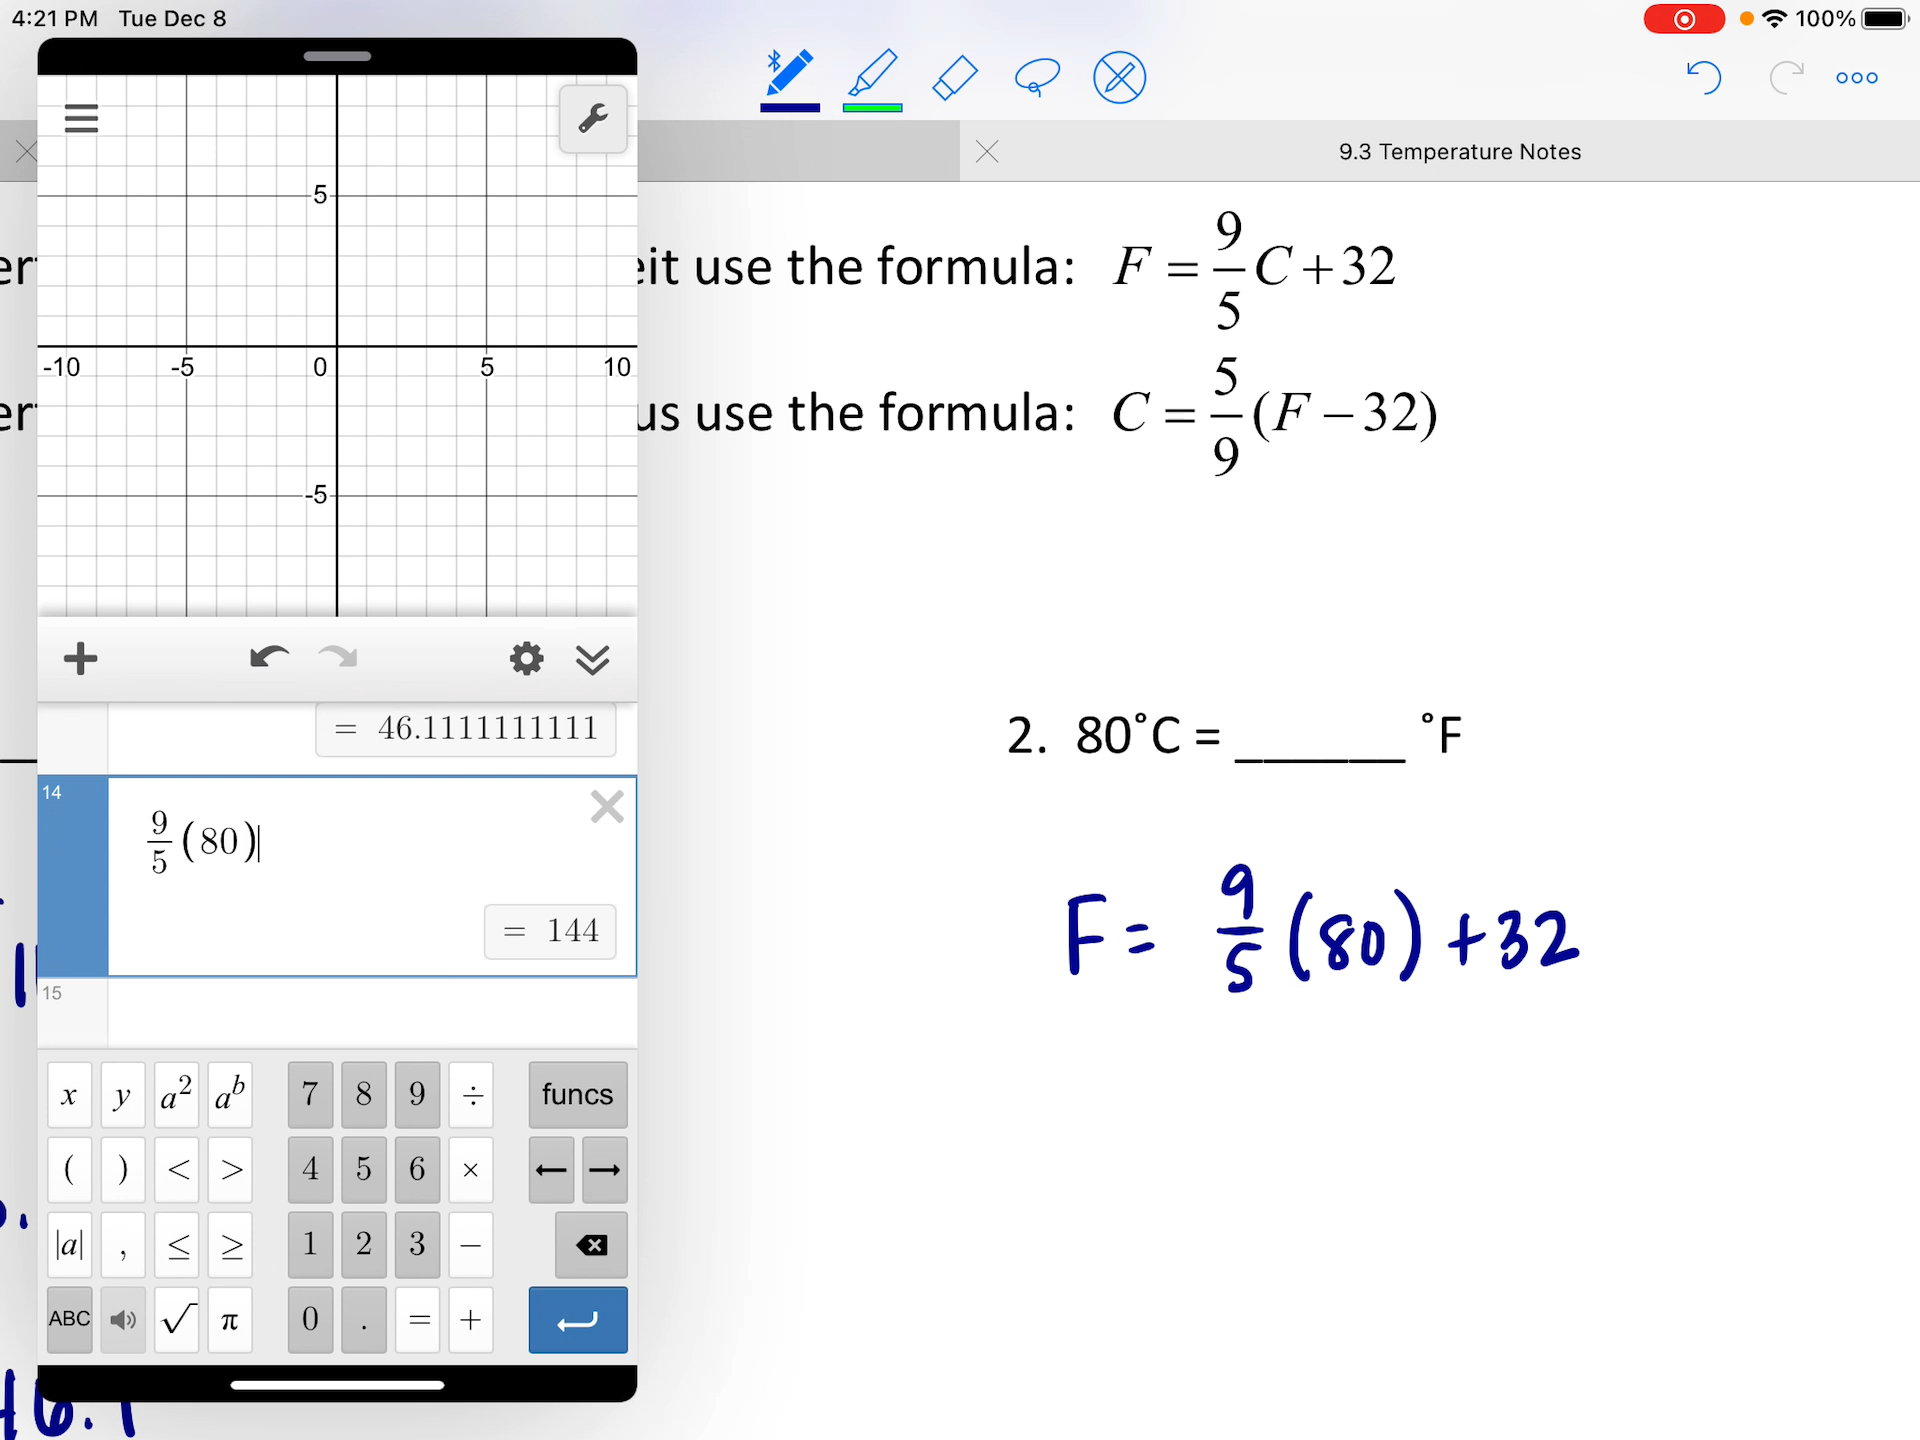 4:21 PM Tue Dec 8
100%
9.3 Temperature Notes
5
-10 -5 0 5 10
-5
use the formula: F = 9/5 C + 32
use the formula: C = 5/9 (F − 32)
= 46.1111111111
14
9/5 (80)
= 144
15
2. 80°C = ______ °F
F = 9/5 (80) + 32
x y a² aᵇ 7 8 9 ÷ funcs
( ) < > 4 5 6 × ← →
|a| , ≤ ≥ 1 2 3 −
ABC √ π 0 . = +
46.1